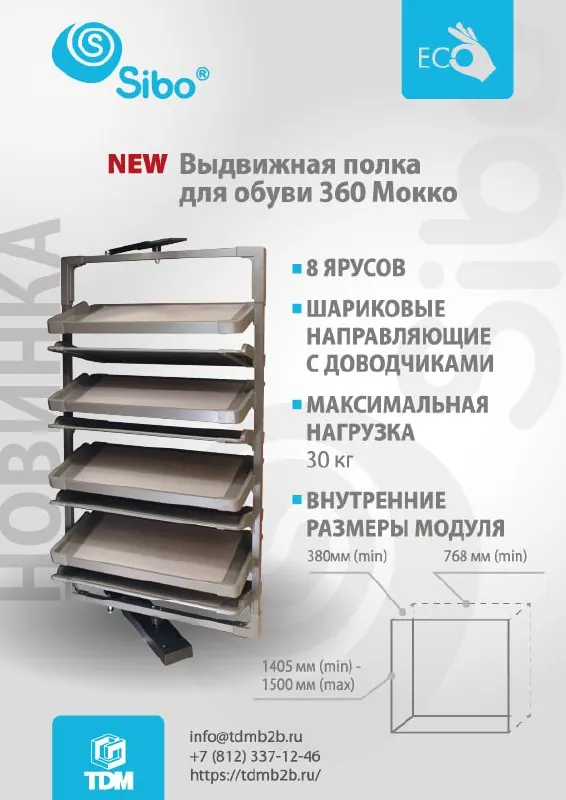 Sibo®
ECO
NEW Выдвижная полка
для обуви 360 Мокко
НОВИНКА
Sibo
8 ЯРУСОВ
ШАРИКОВЫЕ
НАПРАВЛЯЮЩИЕ
С ДОВОДЧИКАМИ
МАКСИМАЛЬНАЯ
НАГРУЗКА
30 кг
ВНУТРЕННИЕ
РАЗМЕРЫ МОДУЛЯ
380мм (min)
768 мм (min)
1405 мм (min) -
1500 мм (max)
TDM
info@tdmb2b.ru
+7 (812) 337-12-46
https://tdmb2b.ru/